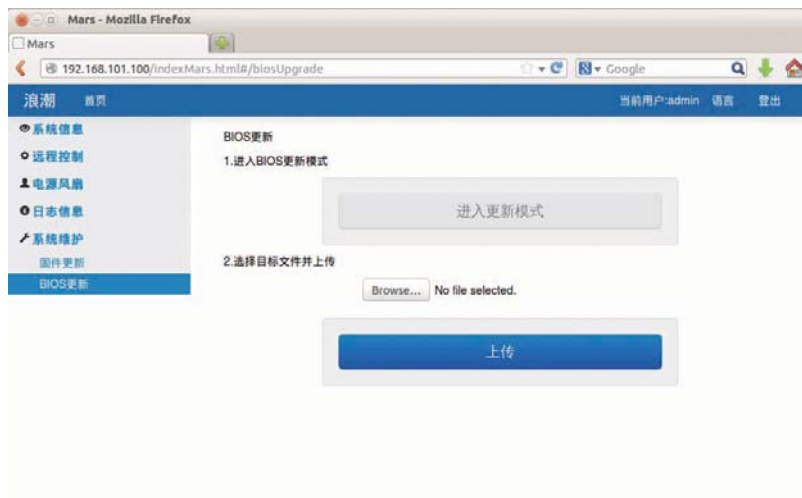 Mars - Mozilla Firefox
Mars
192.168.101.100/indexMars.html#/biosUpgrade
Google
浪潮 首页 当前用户:admin 语言 登出
系统信息
远程控制
电源风扇
日志信息
系统维护
固件更新
BIOS更新
BIOS更新
1.进入BIOS更新模式
进入更新模式
2.选择目标文件并上传
Browse... No file selected.
上传